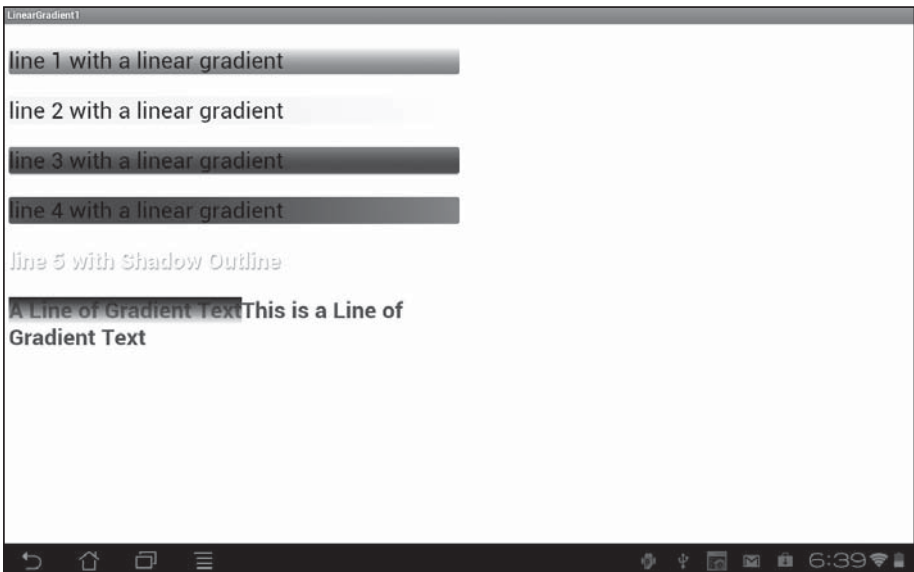 LinearGradient1
line 1 with a linear gradient
line 2 with a linear gradient
line 3 with a linear gradient
line 4 with a linear gradient
line 5 with Shadow Outline
A Line of Gradient TextThis is a Line of
Gradient Text
6:39